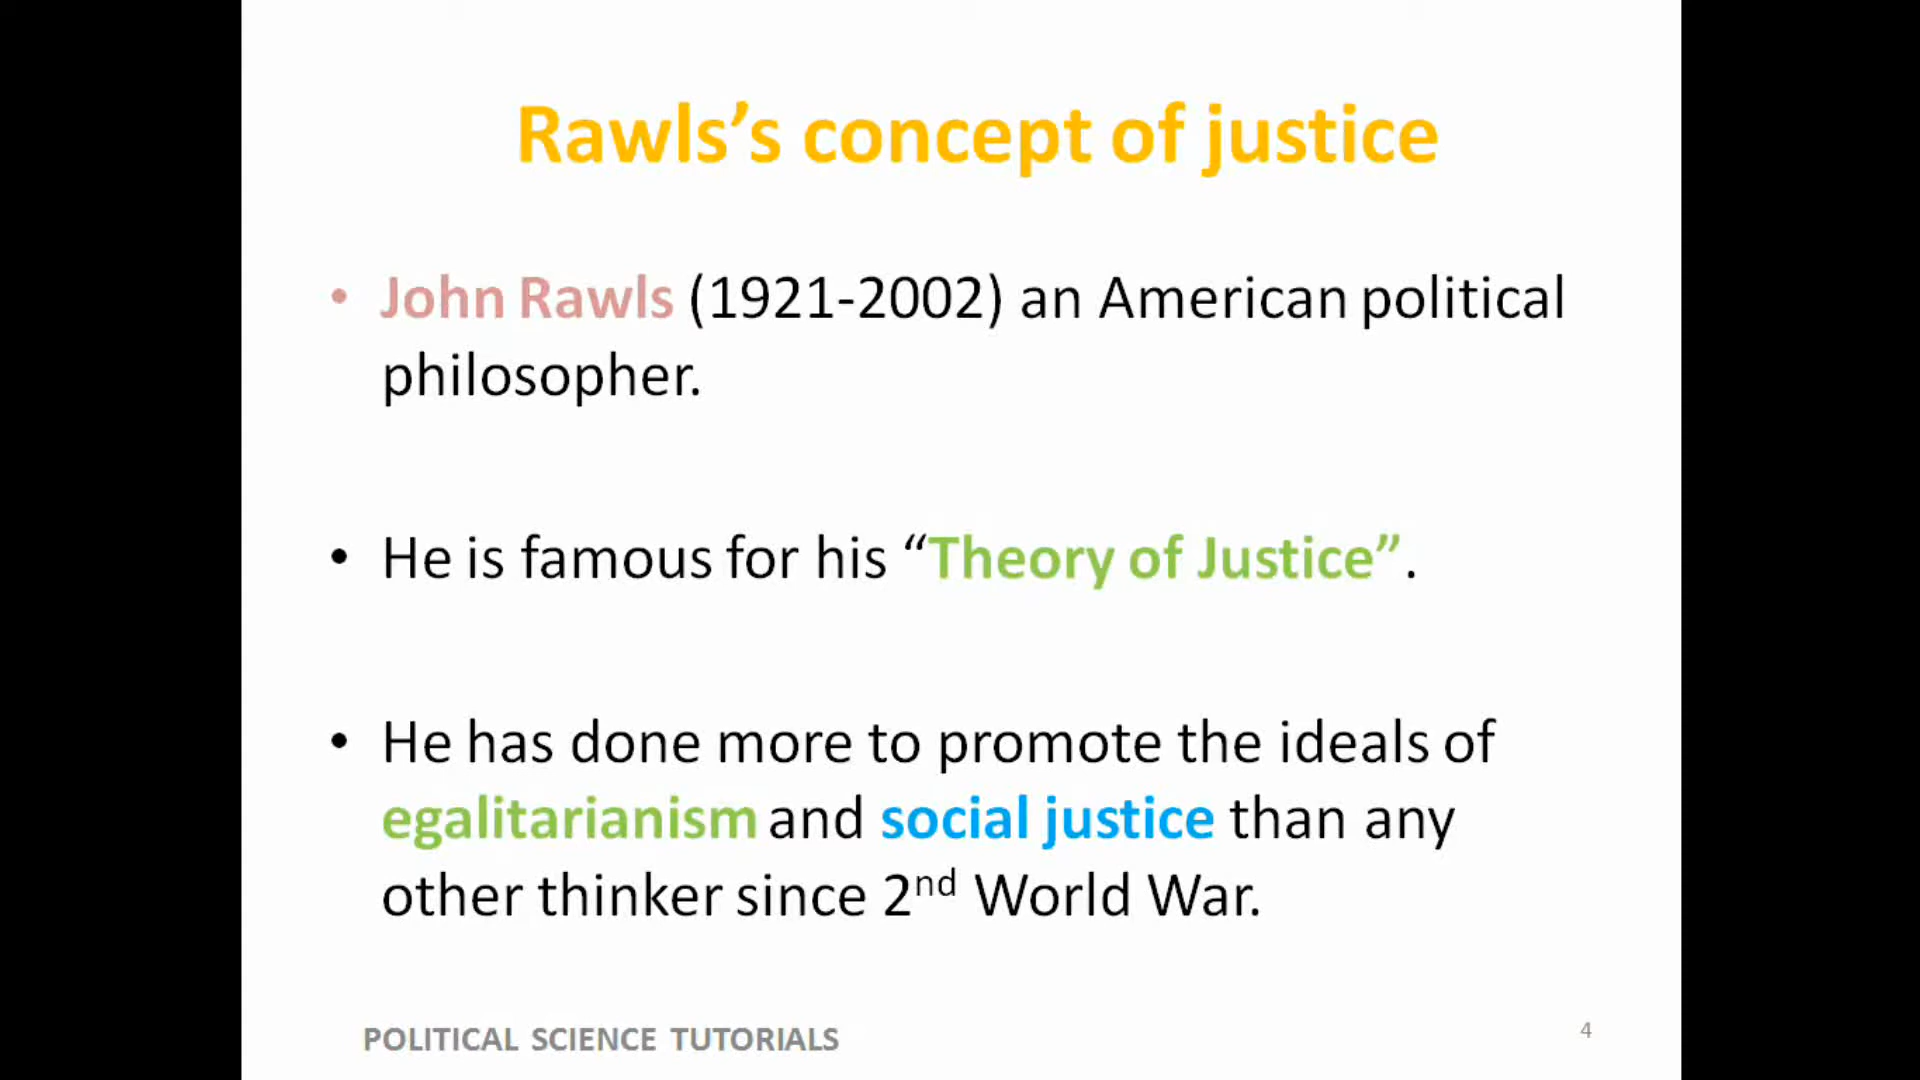 Rawls’s concept of justice
• John Rawls (1921-2002) an American political
philosopher.
• He is famous for his “Theory of Justice”.
• He has done more to promote the ideals of
egalitarianism and social justice than any
other thinker since 2nd World War.
POLITICAL SCIENCE TUTORIALS
4